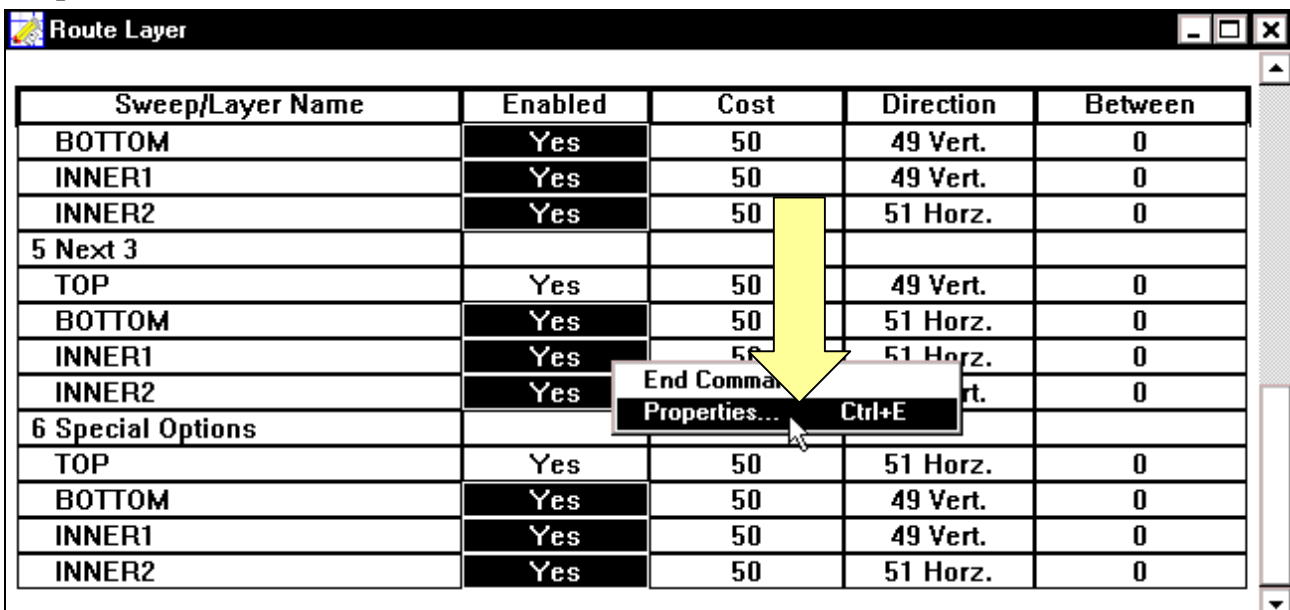 Route Layer
Sweep/Layer Name Enabled Cost Direction Between
BOTTOM Yes 50 49 Vert. 0
INNER1 Yes 50 49 Vert. 0
INNER2 Yes 50 51 Horz. 0
5 Next 3
TOP Yes 50 49 Vert. 0
BOTTOM Yes 50 51 Horz. 0
INNER1 Yes 51 Horz. 0
INNER2 Yes 0
End
Properties... Ctrl+E
6 Special Options
TOP Yes 50 51 Horz. 0
BOTTOM Yes 50 49 Vert. 0
INNER1 Yes 50 49 Vert. 0
INNER2 Yes 50 51 Horz. 0